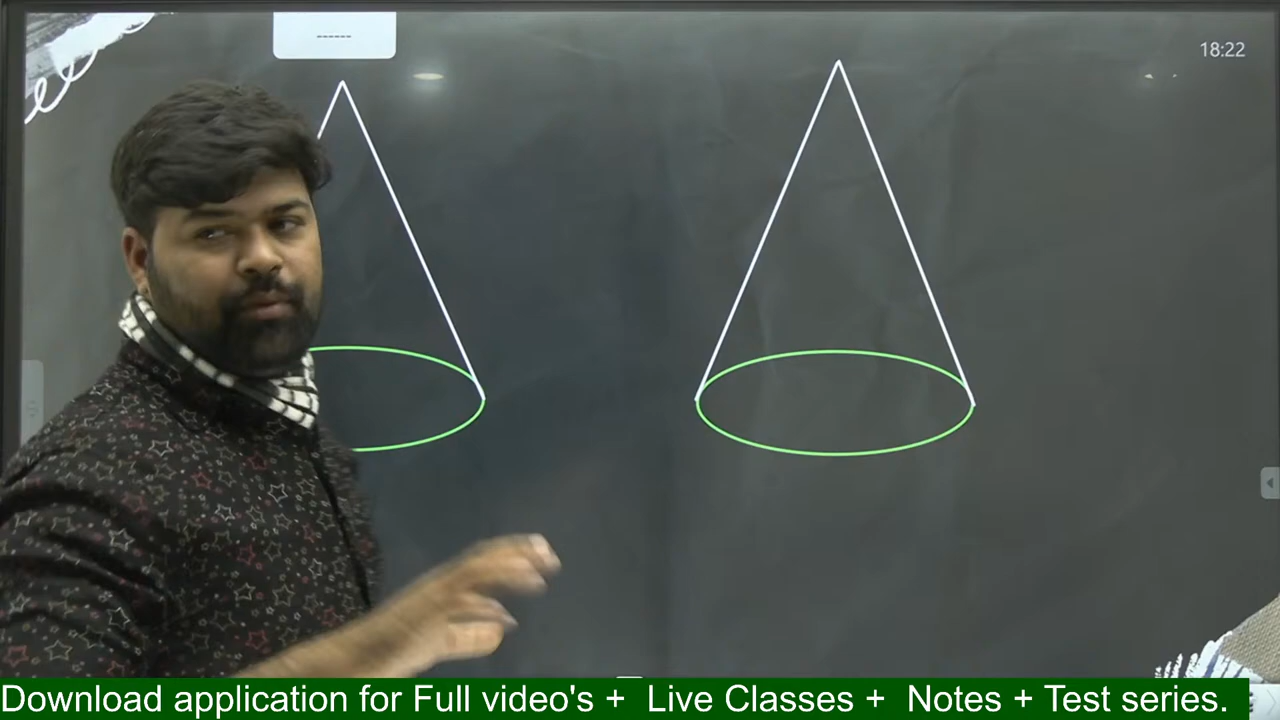 ------
18:22
Download application for Full video's + Live Classes + Notes + Test series.